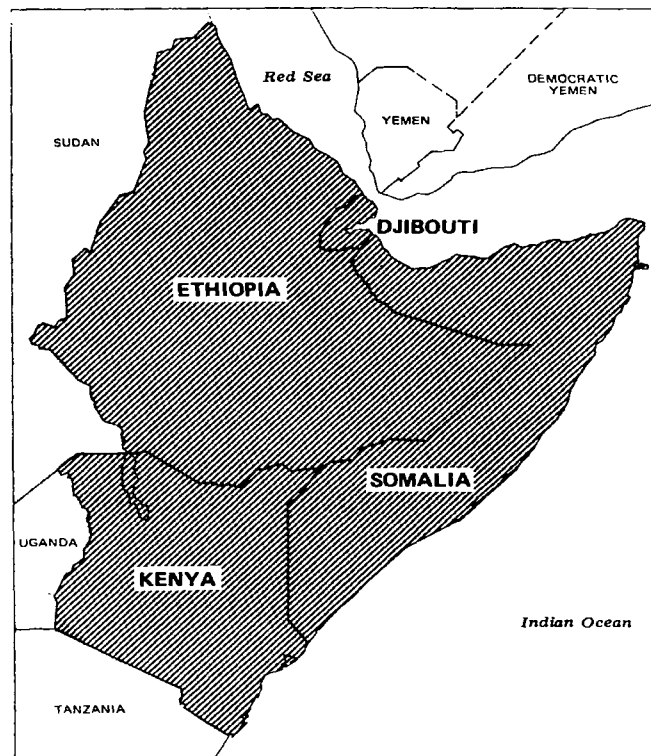 Red Sea
DEMOCRATIC
YEMEN
YEMEN
SUDAN
DJIBOUTI
ETHIOPIA
SOMALIA
UGANDA
KENYA
Indian Ocean
TANZANIA